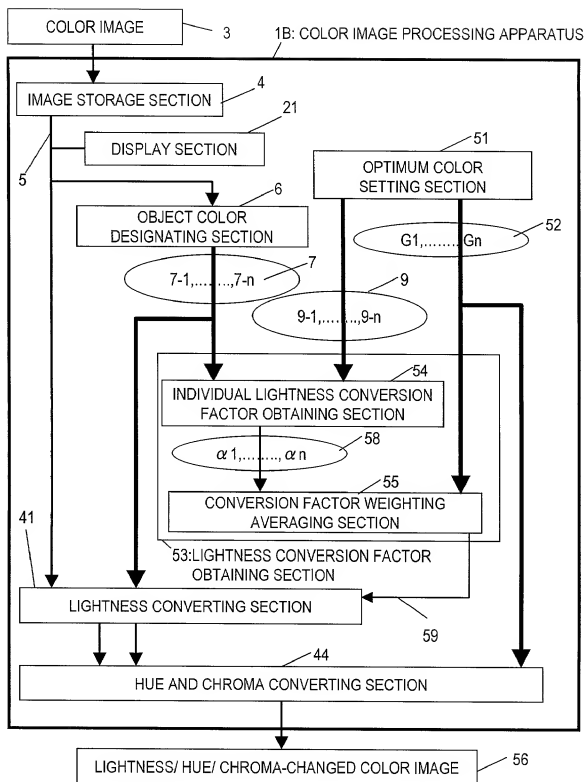 COLOR IMAGE
3
1B: COLOR IMAGE PROCESSING APPARATUS
IMAGE STORAGE SECTION
4
21
5
DISPLAY SECTION
51
OPTIMUM COLOR
SETTING SECTION
6
OBJECT COLOR
DESIGNATING SECTION
52
G1,........Gn
7-1,........,7-n
7
9
9-1,........,9-n
54
INDIVIDUAL LIGHTNESS CONVERSION
FACTOR OBTAINING SECTION
α1,........, αn
58
55
CONVERSION FACTOR WEIGHTING
AVERAGING SECTION
41
53:LIGHTNESS CONVERSION FACTOR
OBTAINING SECTION
LIGHTNESS CONVERTING SECTION
59
44
HUE AND CHROMA CONVERTING SECTION
LIGHTNESS/ HUE/ CHROMA-CHANGED COLOR IMAGE
56